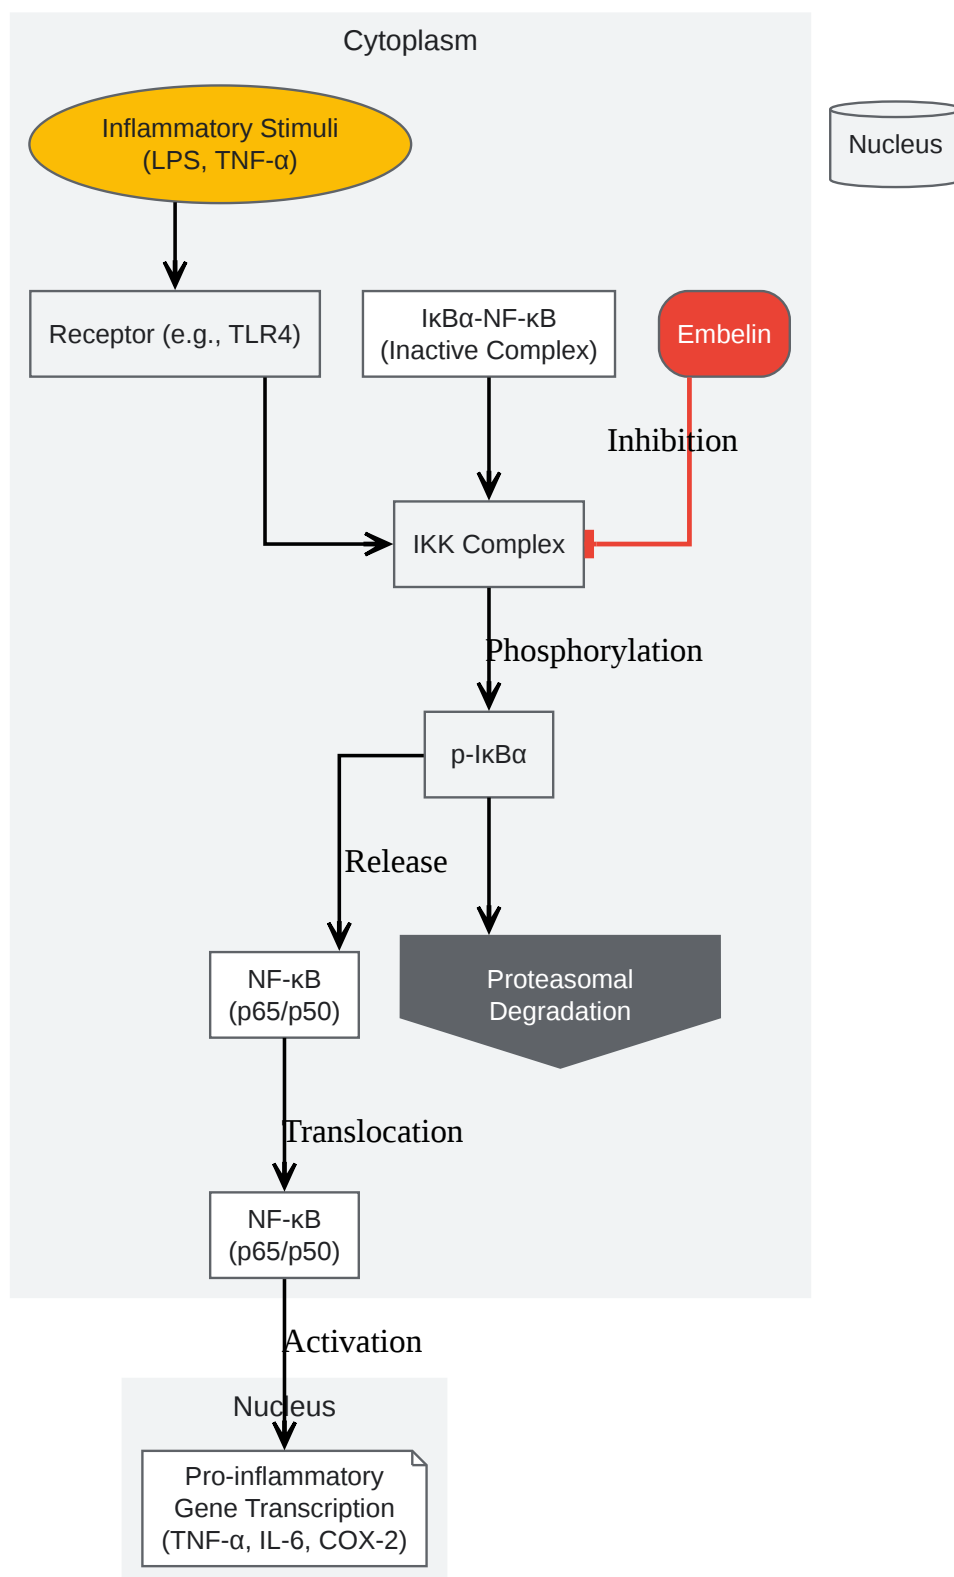 Cytoplasm
Inflammatory Stimuli
(LPS, TNF-α)
Nucleus
Receptor (e.g., TLR4)
IκBα-NF-κB
(Inactive Complex)
Embelin
Inhibition
IKK Complex
Phosphorylation
p-IκBα
Release
NF-κB
(p65/p50)
Proteasomal
Degradation
Translocation
NF-κB
(p65/p50)
Activation
Nucleus
Pro-inflammatory
Gene Transcription
(TNF-α, IL-6, COX-2)